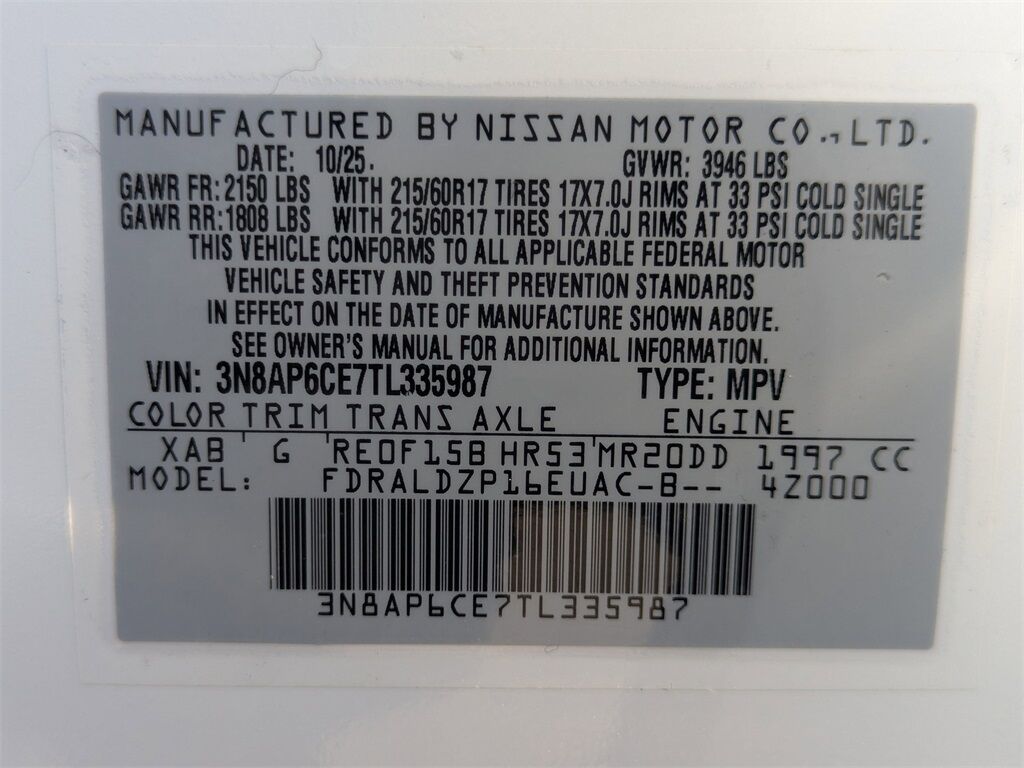 MANUFACTURED BY NISSAN MOTOR CO., LTD.
DATE: 10/25. GVWR: 3946 LBS
GAWR FR: 2150 LBS WITH 215/60R17 TIRES 17X7.0J RIMS AT 33 PSI COLD SINGLE
GAWR RR: 1808 LBS WITH 215/60R17 TIRES 17X7.0J RIMS AT 33 PSI COLD SINGLE
THIS VEHICLE CONFORMS TO ALL APPLICABLE FEDERAL MOTOR
VEHICLE SAFETY AND THEFT PREVENTION STANDARDS
IN EFFECT ON THE DATE OF MANUFACTURE SHOWN ABOVE.
SEE OWNER'S MANUAL FOR ADDITIONAL INFORMATION.
VIN: 3N8AP6CE7TL335987 TYPE: MPV
COLOR TRIM TRANS AXLE ENGINE
XAB G RE0F15B HR53 MR20DD 1997 CC
MODEL: FDRALDZP16EUAC-B-- 4Z000
3N8AP6CE7TL335987